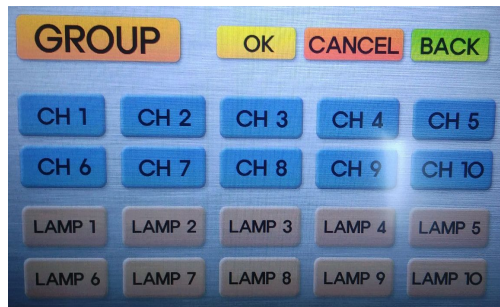 GROUP OK CANCEL BACK
CH 1 CH 2 CH 3 CH 4 CH 5
CH 6 CH 7 CH 8 CH 9 CH 10
LAMP 1 LAMP 2 LAMP 3 LAMP 4 LAMP 5
LAMP 6 LAMP 7 LAMP 8 LAMP 9 LAMP 10